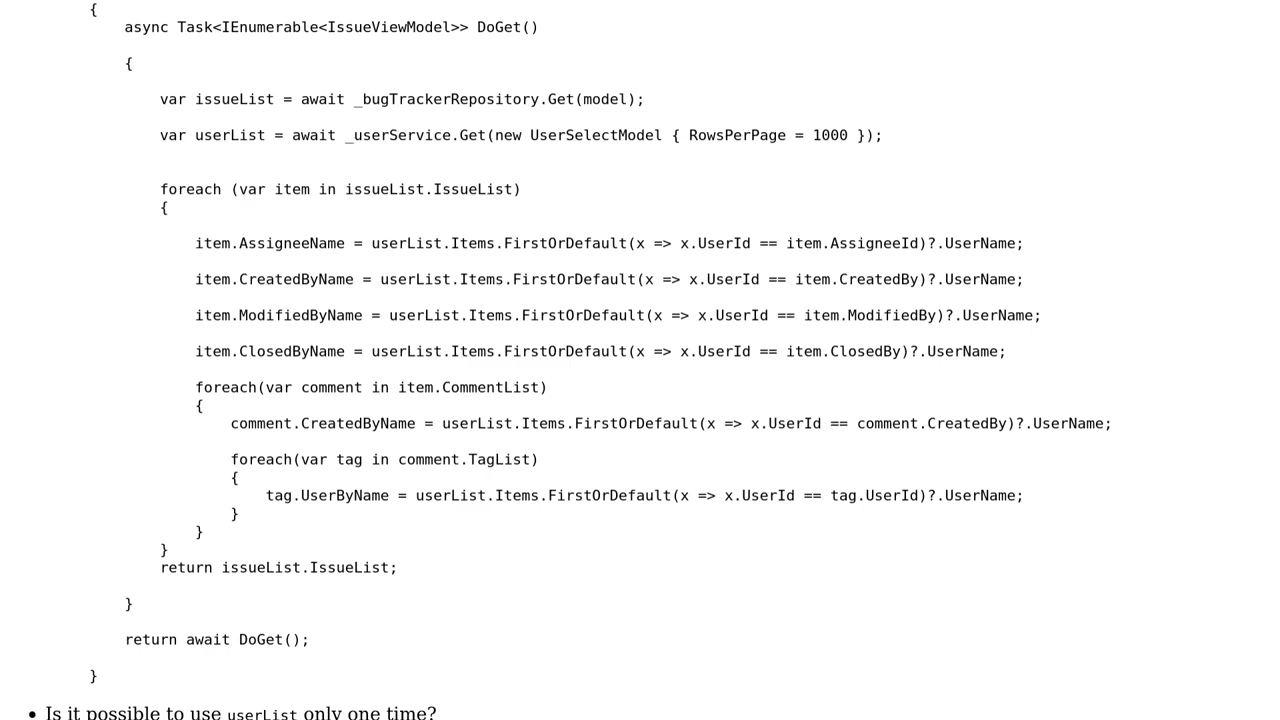 {
async Task<IEnumerable<IssueViewModel>> DoGet()
{
var issueList = await _bugTrackerRepository.Get(model);
var userList = await _userService.Get(new UserSelectModel { RowsPerPage = 1000 });
foreach (var item in issueList.IssueList)
{
item.AssigneeName = userList.Items.FirstOrDefault(x => x.UserId == item.AssigneeId)?.UserName;
item.CreatedByName = userList.Items.FirstOrDefault(x => x.UserId == item.CreatedBy)?.UserName;
item.ModifiedByName = userList.Items.FirstOrDefault(x => x.UserId == item.ModifiedBy)?.UserName;
item.ClosedByName = userList.Items.FirstOrDefault(x => x.UserId == item.ClosedBy)?.UserName;
foreach(var comment in item.CommentList)
{
comment.CreatedByName = userList.Items.FirstOrDefault(x => x.UserId == comment.CreatedBy)?.UserName;
foreach(var tag in comment.TagList)
{
tag.UserByName = userList.Items.FirstOrDefault(x => x.UserId == tag.UserId)?.UserName;
}
}
}
return issueList.IssueList;
}
return await DoGet();
}
• Is it possible to use userList only one time?